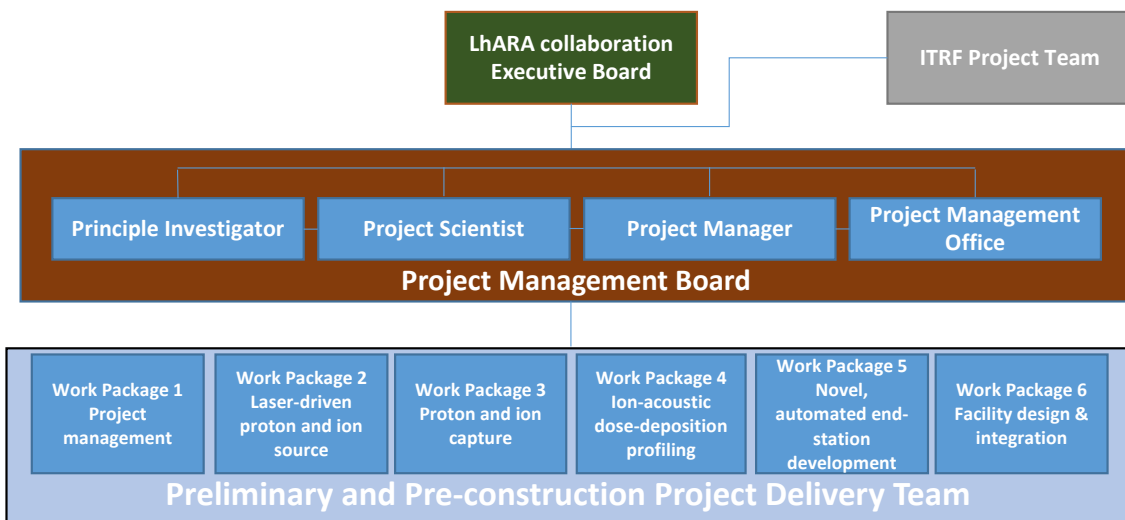 LhARA collaboration
Executive Board
ITRF Project Team
Principle Investigator
Project Scientist
Project Manager
Project Management
Office
Project Management Board
Work Package 1
Project
management
Work Package 2
Laser-driven
proton and ion
source
Work Package 3
Proton and ion
capture
Work Package 4
Ion-acoustic
dose-deposition
profiling
Work Package 5
Novel,
automated end-
station
development
Work Package 6
Facility design &
integration
Preliminary and Pre-construction Project Delivery Team